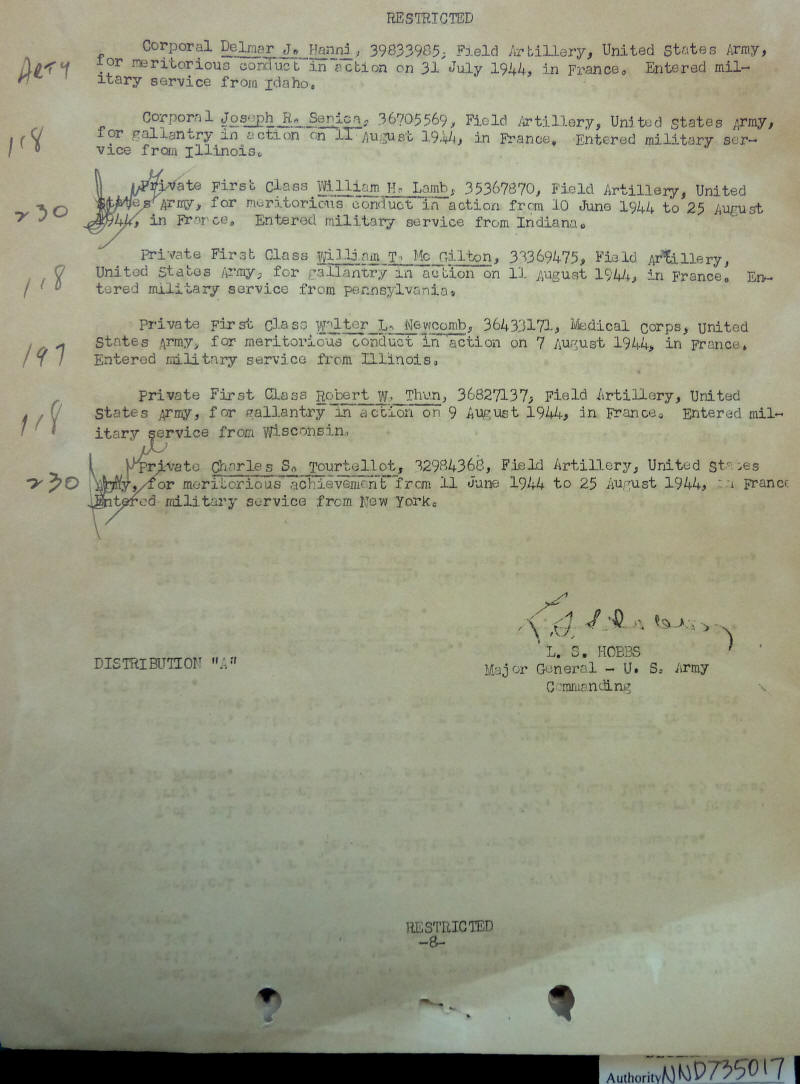 RESTRICTED
Corporal Delmar J. Hanni, 39833985, Field Artillery, United States Army,
Arty
for meritorious conduct in action on 31 July 1944, in France. Entered mil-
itary service from Idaho.
Corporal Joseph R. Senica, 36705569, Field Artillery, United States Army,
118
for gallantry in action on 11 August 1944, in France. Entered military ser-
vice from Illinois.
Private First Class William H. Lamb, 35367870, Field Artillery, United
230
States Army, for meritorious conduct in action from 10 June 1944 to 25 August
1944, in France. Entered military service from Indiana.
Private First Class William T. Mc Gilton, 33369475, Field Artillery,
118
United States Army, for gallantry in action on 11 August 1944, in France. En-
tered military service from Pennsylvania.
Private First Class Walter L. Newcomb, 36433171, Medical Corps, United
197
States Army, for meritorious conduct in action on 7 August 1944, in France.
Entered military service from Illinois.
Private First Class Robert W. Thun, 36827137, Field Artillery, United
118
States Army, for gallantry in action on 9 August 1944, in France. Entered mil-
itary service from Wisconsin.
Private Charles S. Tourtellot, 32984368, Field Artillery, United States
230
Army, for meritorious achievement from 11 June 1944 to 25 August 1944, in France
Entered military service from New York.
L. S. HOBBS
DISTRIBUTION "A"
Major General - U. S. Army
Commanding
RESTRICTED
-8-
Authority NND735017